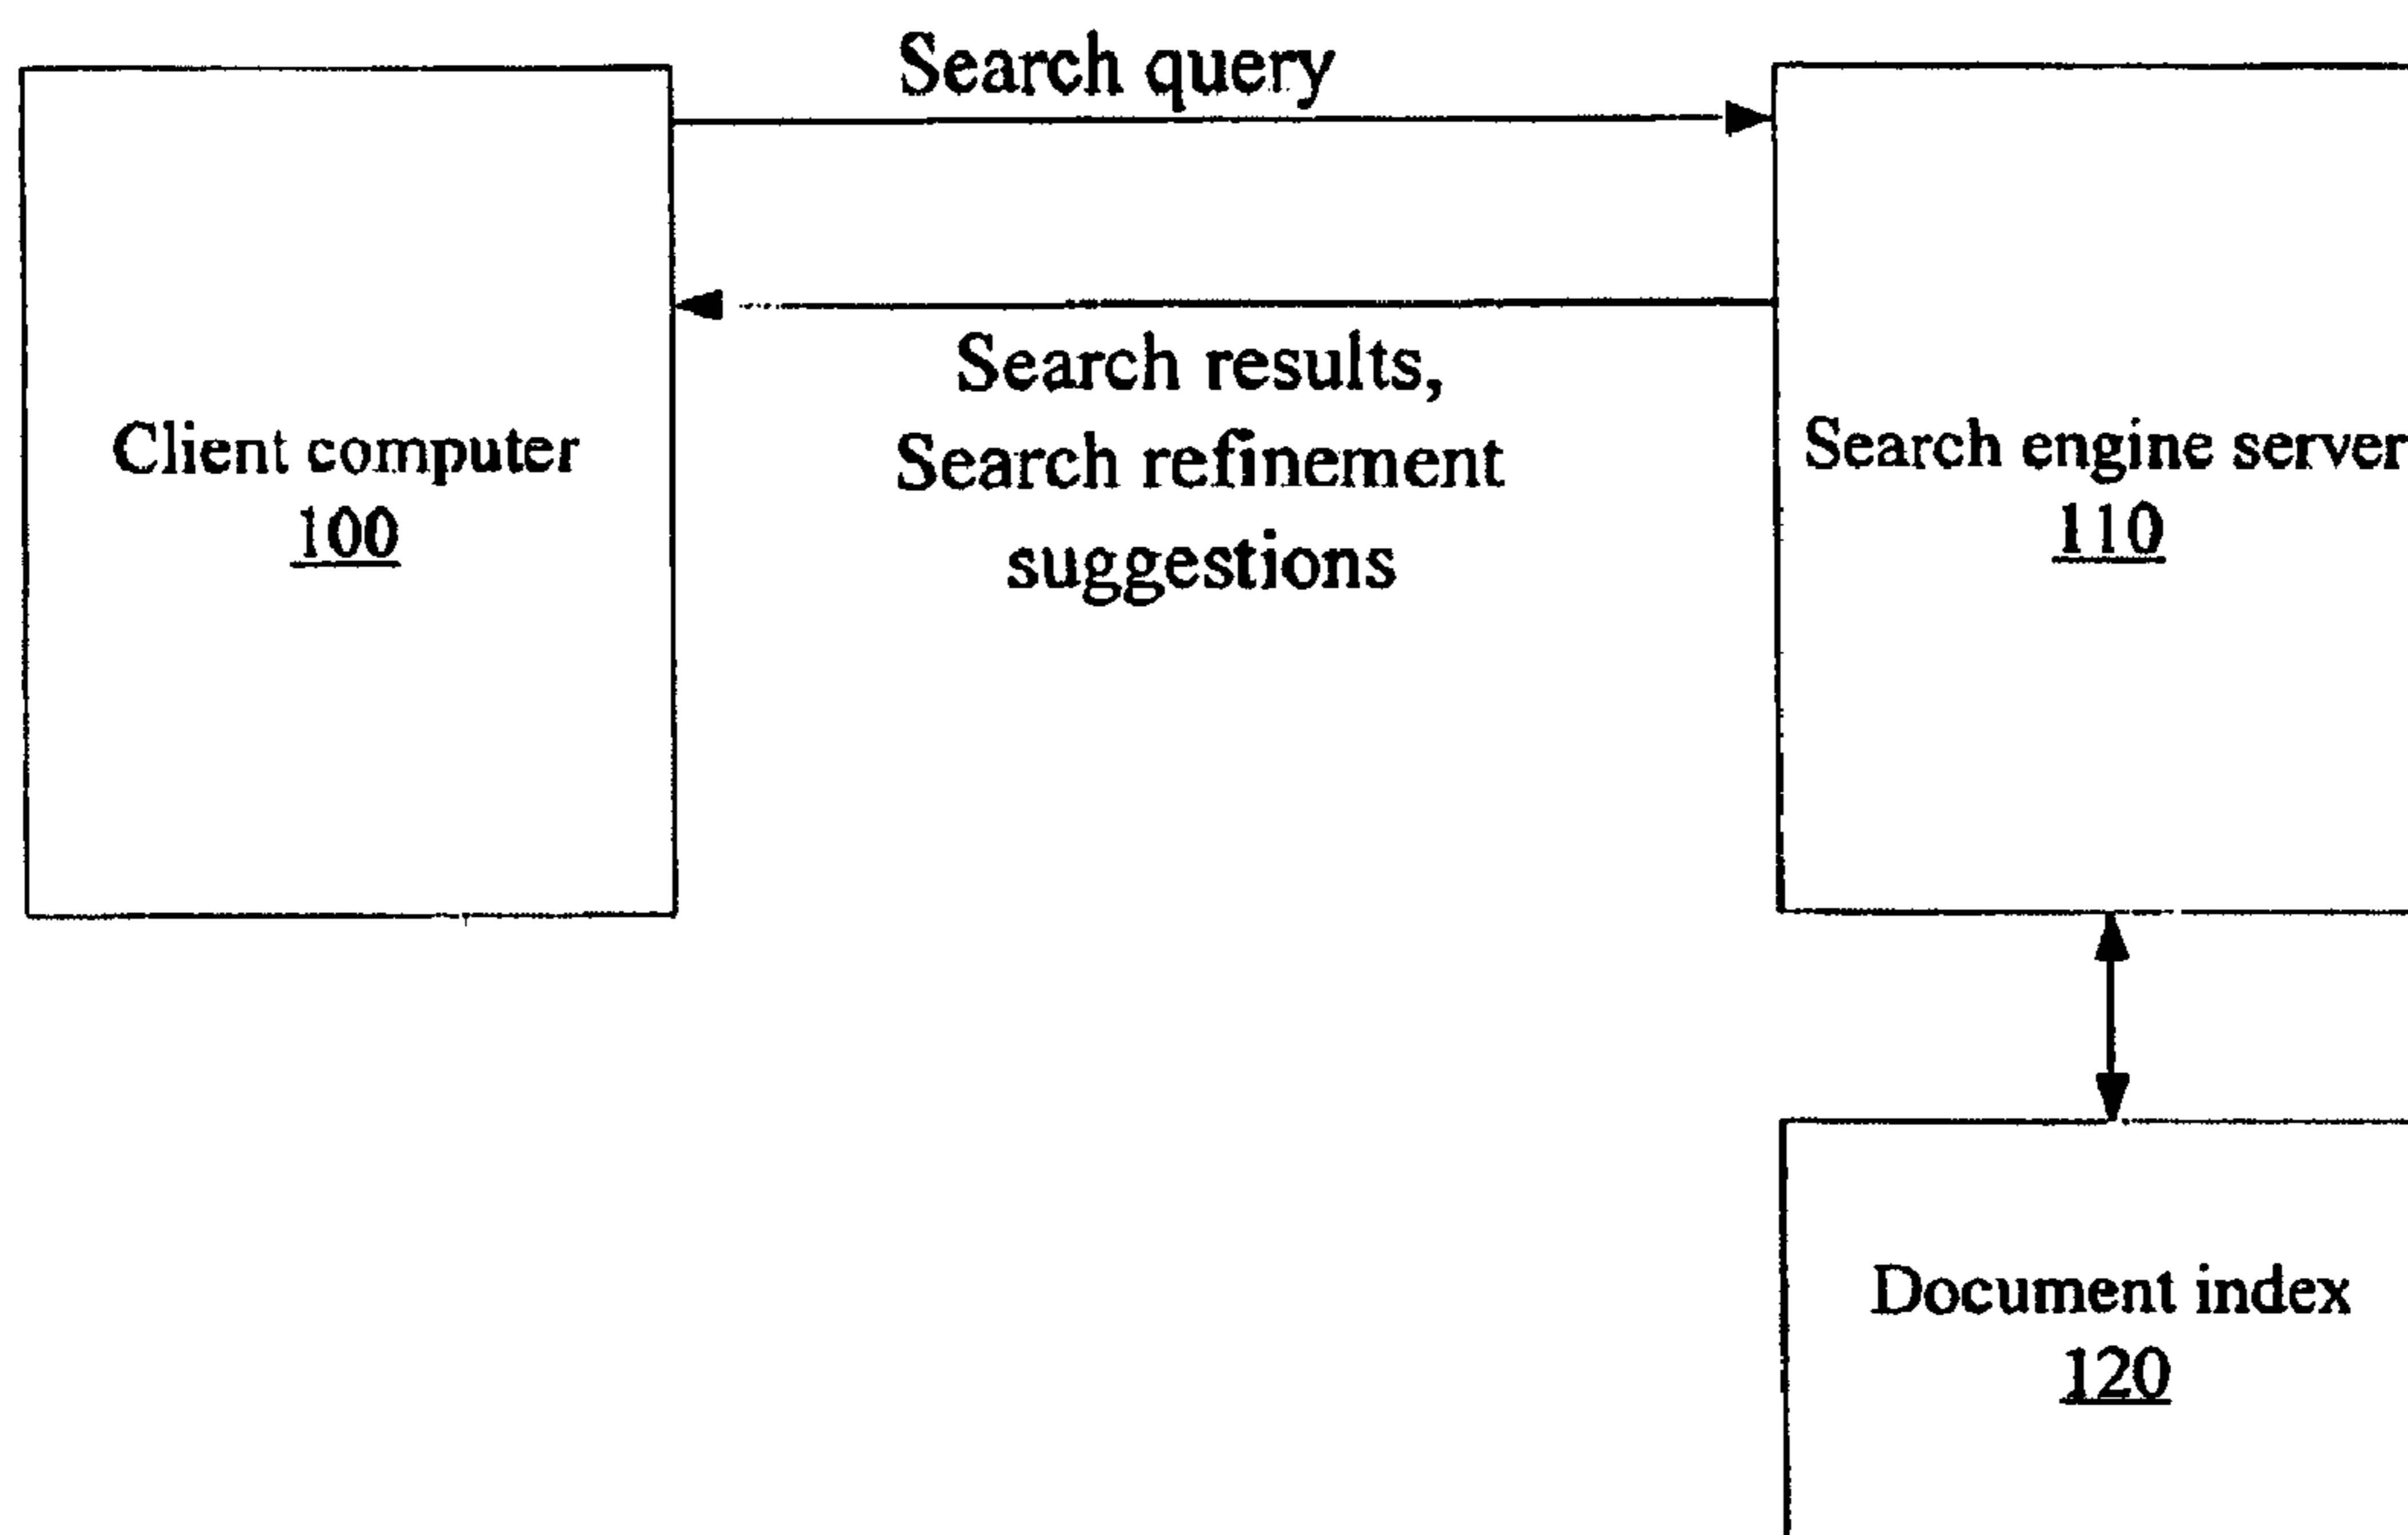 Search query
Search results,
Search refinement
suggestions
Client computer
100
Search engine server
110
Document index
120